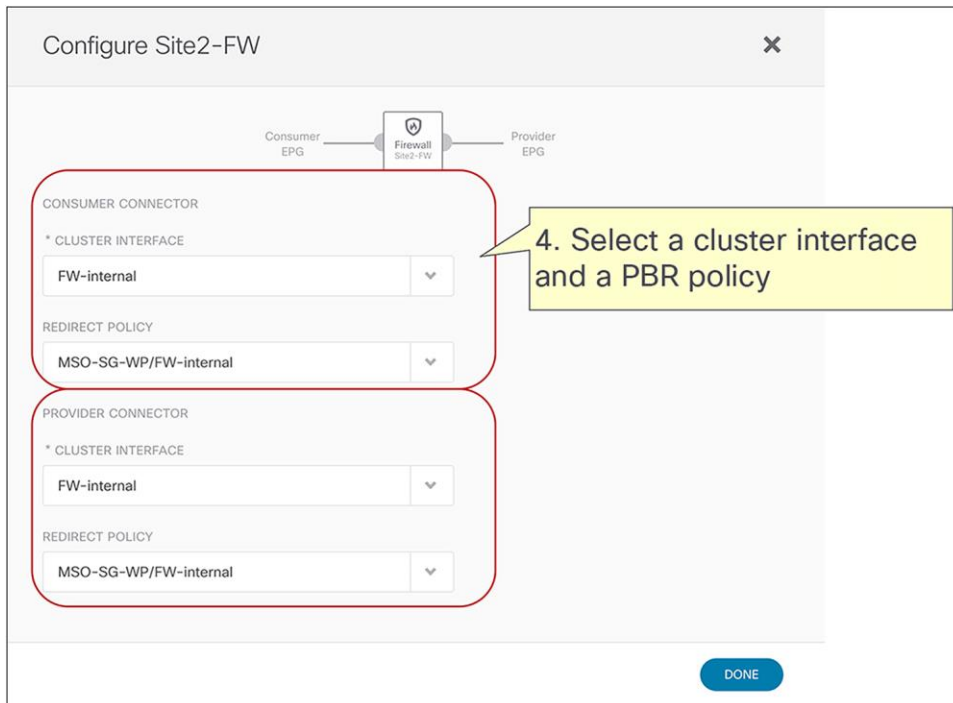 Configure Site2-FW
Consumer
EPG
Firewall
Site2-FW
Provider
EPG
CONSUMER CONNECTOR
* CLUSTER INTERFACE
FW-internal
REDIRECT POLICY
MSO-SG-WP/FW-internal
4. Select a cluster interface
and a PBR policy
PROVIDER CONNECTOR
* CLUSTER INTERFACE
FW-internal
REDIRECT POLICY
MSO-SG-WP/FW-internal
DONE